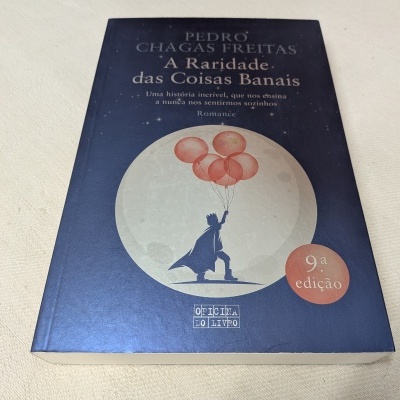 PEDRO
CHAGAS FREITAS
A Raridade
das Coisas Banais
Uma história incrível, que nos ensina
a nunca nos sentirmos sozinhos
Romance
9.ª
edição
OFICINA
DO LIVRO